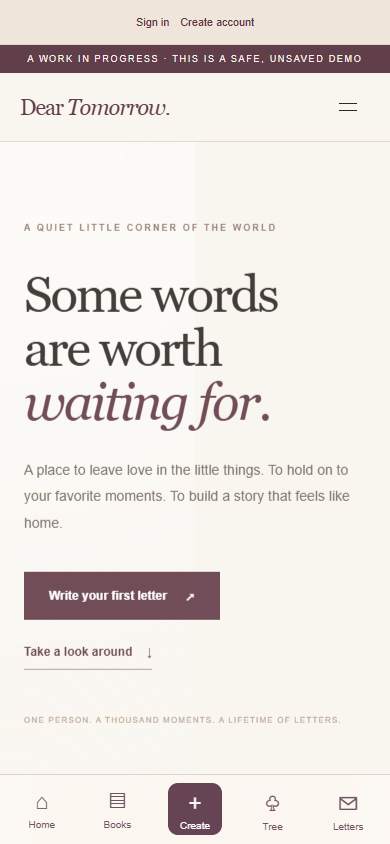 Sign in Create account
A WORK IN PROGRESS · THIS IS A SAFE, UNSAVED DEMO
Dear Tomorrow.
A QUIET LITTLE CORNER OF THE WORLD
Some words
are worth
waiting for.
A place to leave love in the little things. To hold on to
your favorite moments. To build a story that feels like
home.
Write your first letter ↗
Take a look around ↓
ONE PERSON. A THOUSAND MOMENTS. A LIFETIME OF LETTERS.
Home Books Create Tree Letters